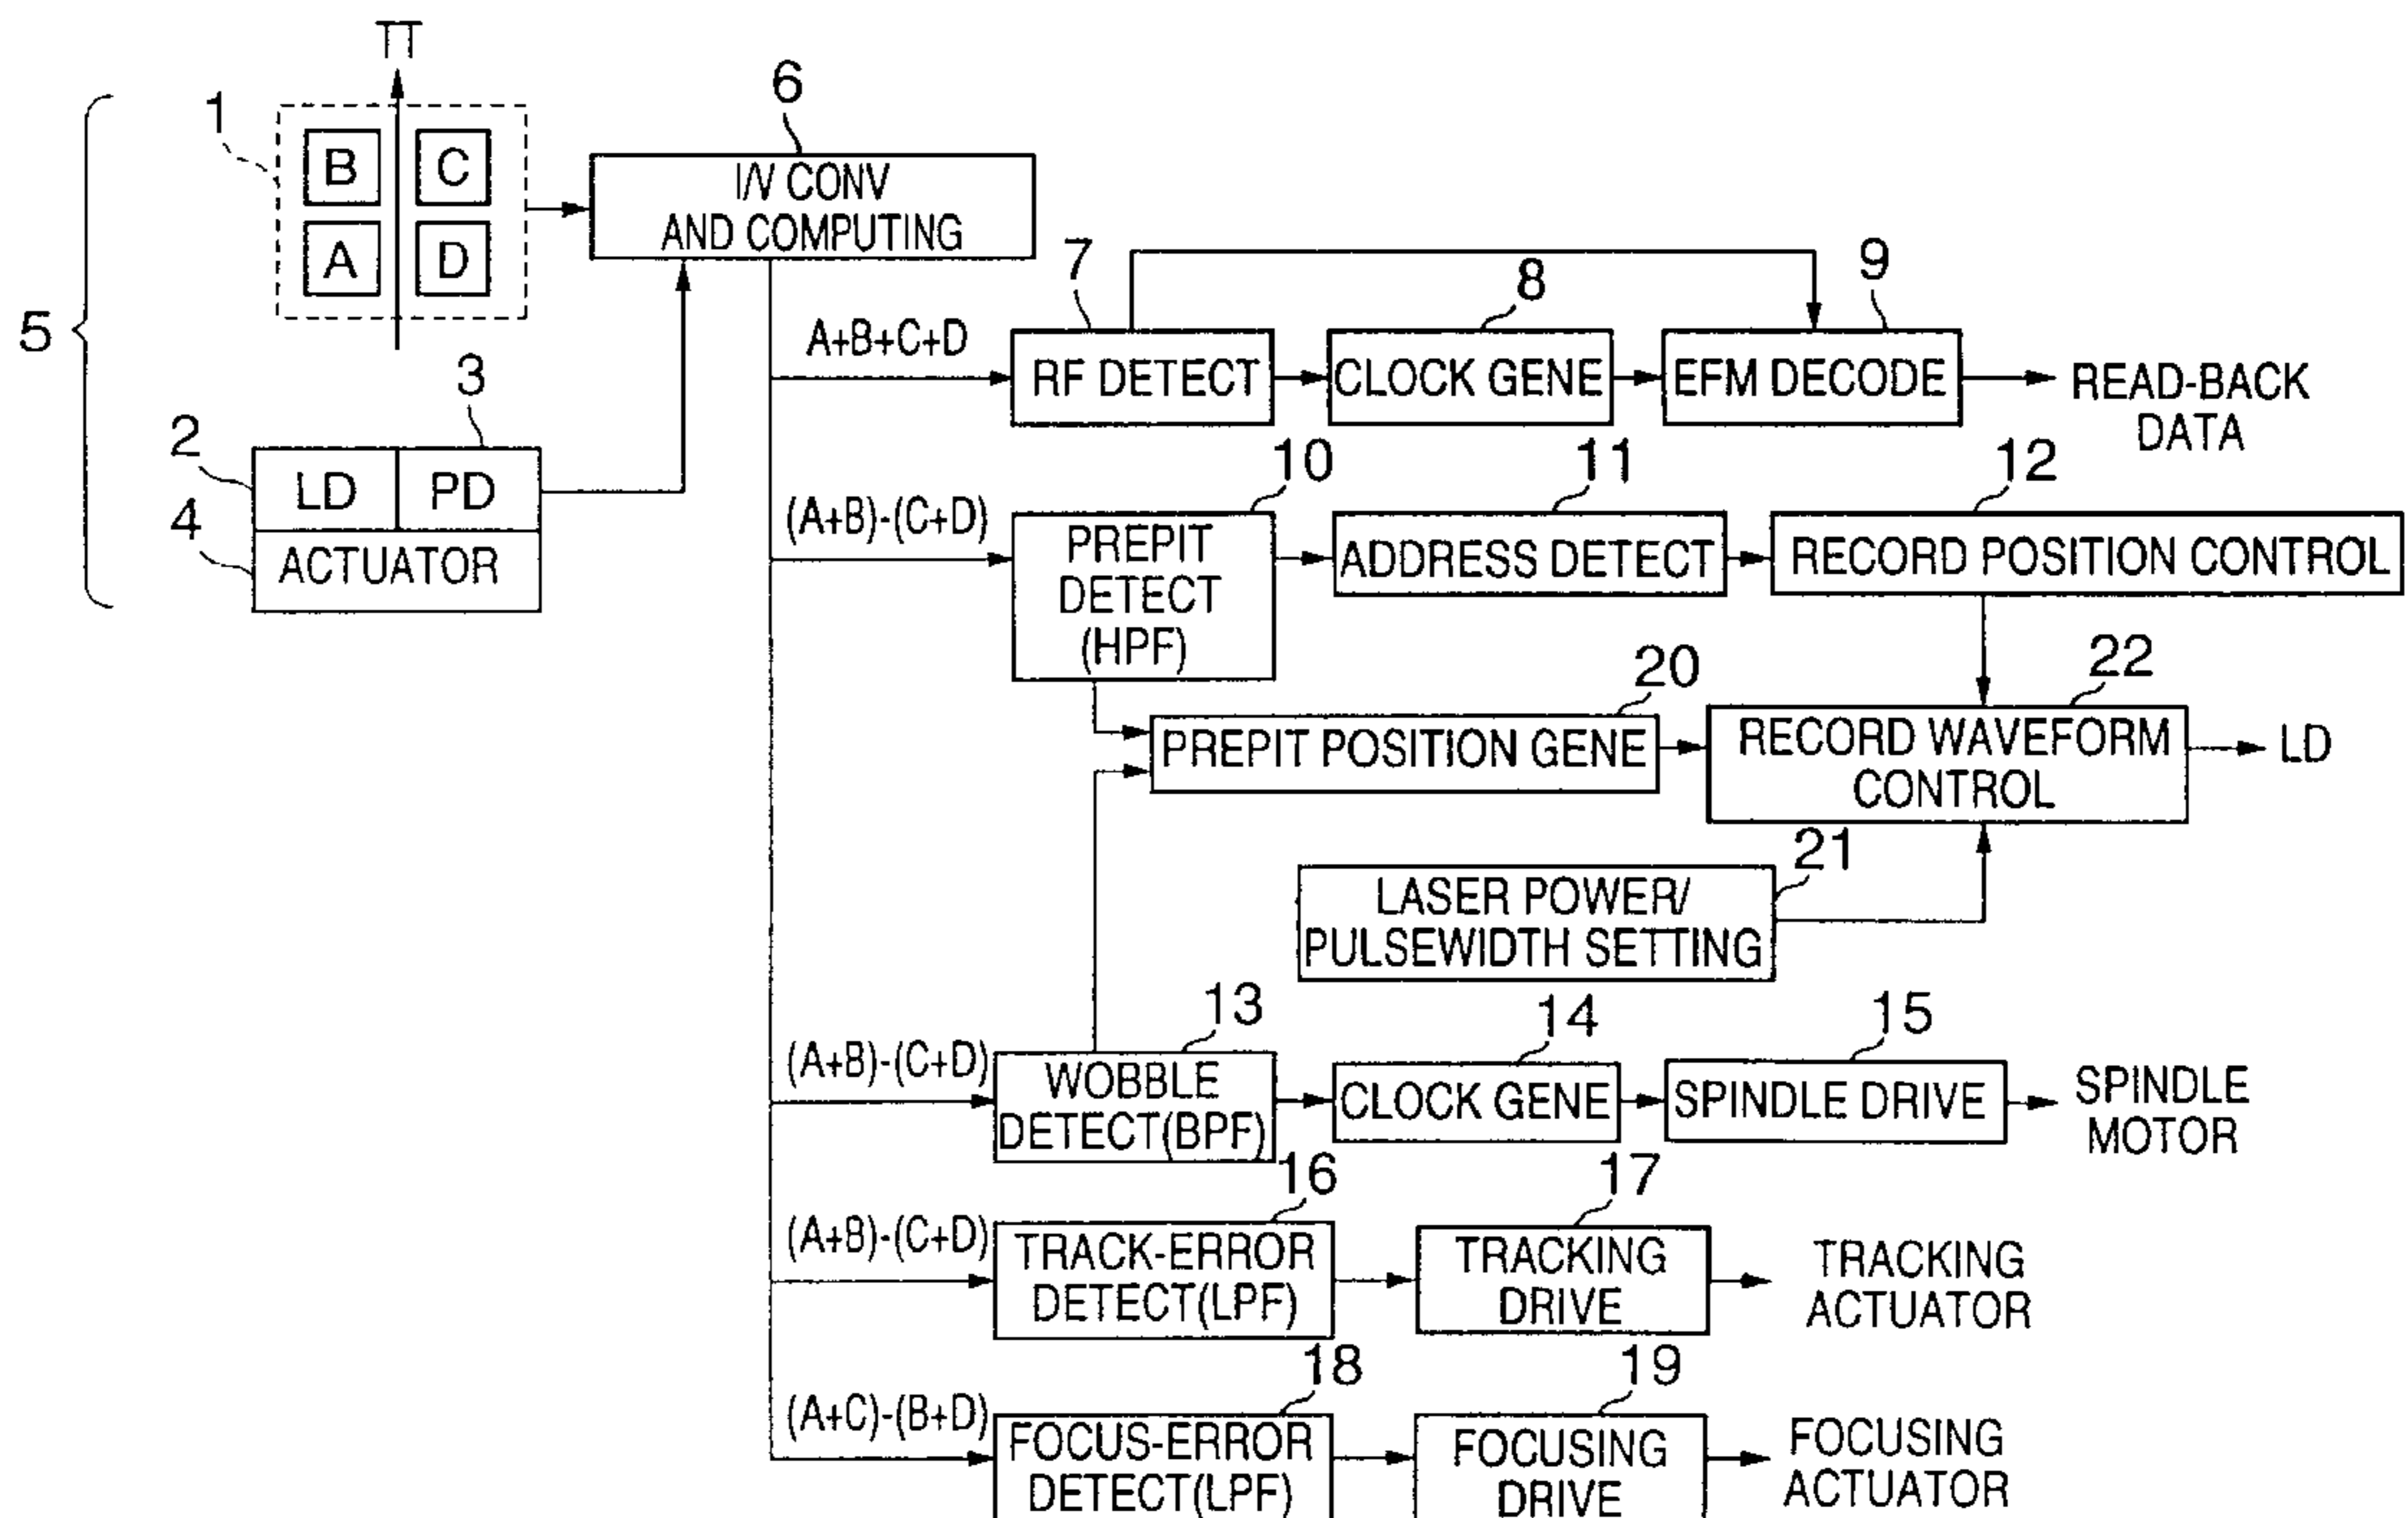 TT
1
B
C
A
D
5
6
I/V CONV
AND COMPUTING
2
3
LD
PD
4
ACTUATOR
A+B+C+D
7
RF DETECT
8
CLOCK GENE
9
EFM DECODE
READ-BACK
DATA
(A+B)-(C+D)
10
PREPIT
DETECT
(HPF)
11
ADDRESS DETECT
12
RECORD POSITION CONTROL
20
PREPIT POSITION GENE
22
RECORD WAVEFORM
CONTROL
LD
21
LASER POWER/
PULSEWIDTH SETTING
(A+B)-(C+D)
13
WOBBLE
DETECT(BPF)
14
CLOCK GENE
15
SPINDLE DRIVE
SPINDLE
MOTOR
(A+B)-(C+D)
16
TRACK-ERROR
DETECT(LPF)
17
TRACKING
DRIVE
TRACKING
ACTUATOR
(A+C)-(B+D)
18
FOCUS-ERROR
DETECT(LPF)
19
FOCUSING
DRIVE
FOCUSING
ACTUATOR